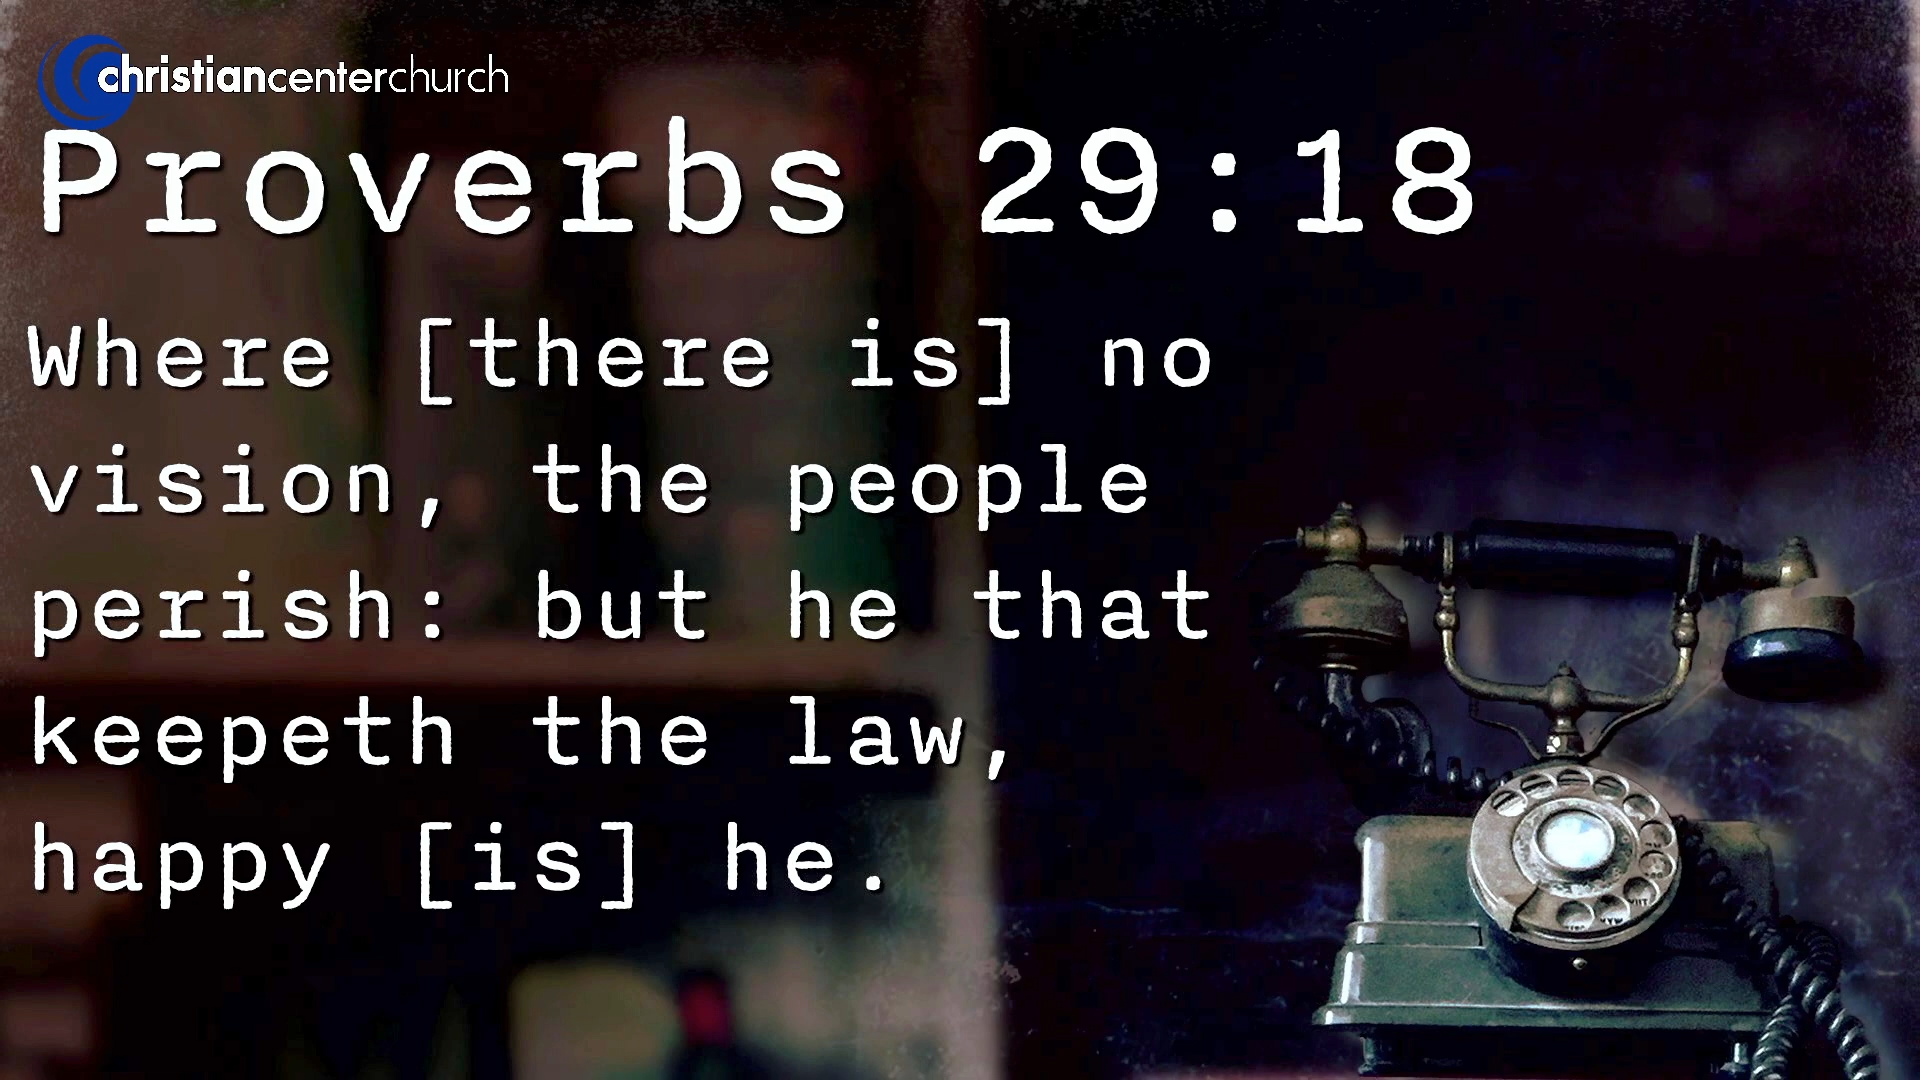 christiancenterchurch
Proverbs 29:18
Where [there is] no
vision, the people
perish: but he that
keepeth the law,
happy [is] he.